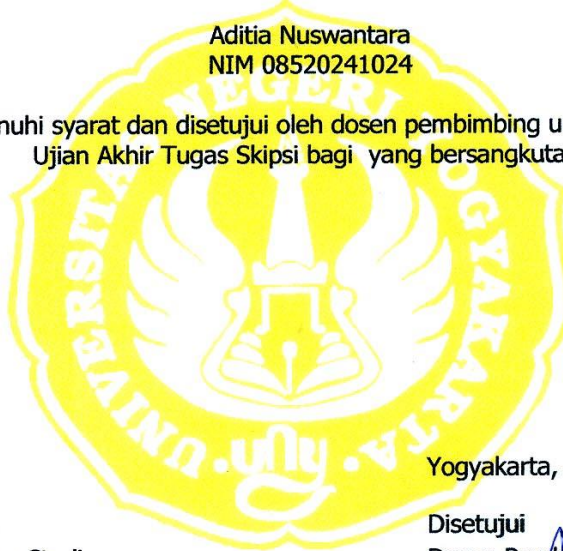 Aditia Nuswantara
NIM 08520241024
nuhi syarat dan disetujui oleh dosen pembimbing u
Ujian Akhir Tugas Skipsi bagi yang bersangkuta
UNIVERSITAS NEGERI YOGYAKARTA
uny
Yogyakarta,
Disetujui